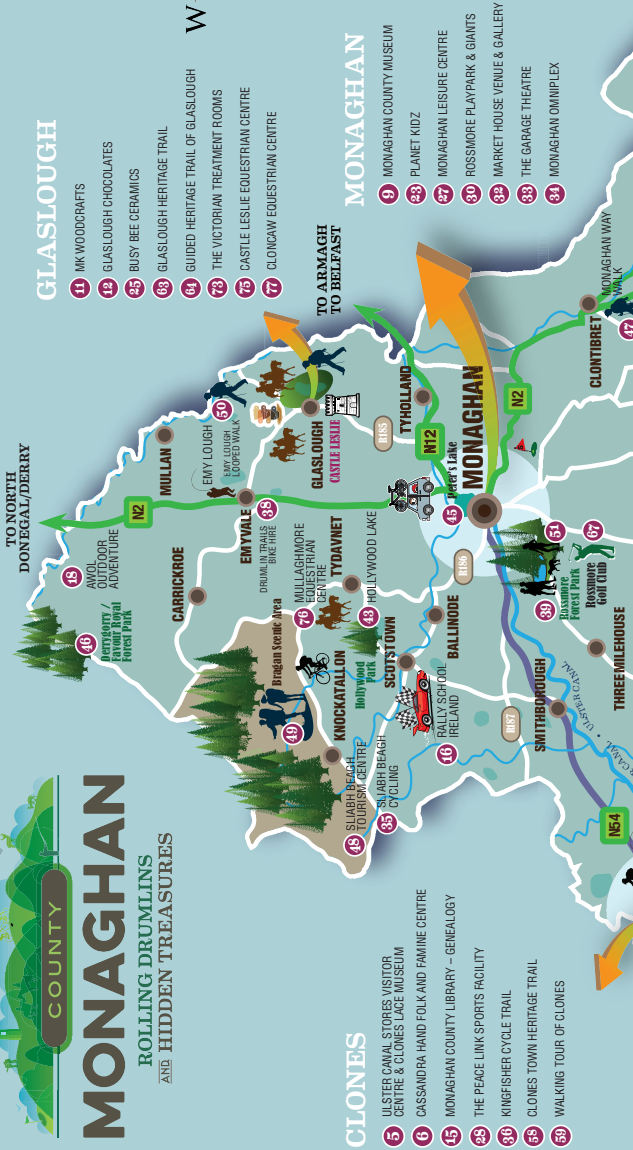 COUNTY
MONAGHAN
ROLLING DRUMLINS
AND HIDDEN TREASURES
CLONES
5 ULSTER CANAL STORES VISITOR
CENTRE & CLONES LACE MUSEUM
6 CASSANDRA HAND FOLK AND FAMINE CENTRE
15 MONAGHAN COUNTY LIBRARY – GENEALOGY
28 THE PEACE LINK SPORTS FACILITY
36 KINGFISHER CYCLE TRAIL
58 CLONES TOWN HERITAGE TRAIL
59 WALKING TOUR OF CLONES
GLASLOUGH
11 MK WOODCRAFTS
12 GLASLOUGH CHOCOLATES
25 BUSY BEE CERAMICS
63 GLASLOUGH HERITAGE TRAIL
64 GUIDED HERITAGE TRAIL OF GLASLOUGH
73 THE VICTORIAN TREATMENT ROOMS
75 CASTLE LESLIE EQUESTRIAN CENTRE
77 CLONCAW EQUESTRIAN CENTRE
W
MONAGHAN
9 MONAGHAN COUNTY MUSEUM
23 PLANET KIDZ
27 MONAGHAN LEISURE CENTRE
30 ROSSMORE PLAYPARK & GIANTS
32 MARKET HOUSE VENUE & GALLERY
33 THE GARAGE THEATRE
34 MONAGHAN OMNIPLEX
TO NORTH
DONEGAL/DERRY
18
AWOL
OUTDOOR
ADVENTURE
46
Derrygorry /
Favour Royal
Forest Park
N2
MULLAN
50
EMY LOUGH
EMY LOUGH
LOOPED WALK
CARRICKROE
EMYVALE
38
DRUMLIN TRAILS
BIKE HIRE
Bragan Scenic Area
49
76
MULLAGHMORE
EQUESTRIAN
CENTRE
TYDAVNET
GLASLOUGH
CASTLE LESLIE
TO ARMAGH
TO BELFAST
KNOCKATALLON
48
SLIABH BEAGH
TOURISM CENTRE
35
SLIABH BEAGH
CYCLING
Hollywood
Park
43
HOLLYWOOD LAKE
SCOTSTOWN
R185
TYHOLLAND
N12
16
RALLY SCHOOL
IRELAND
BALLINODE
R186
45
Peter's Lake
MONAGHAN
N2
R187
SMITHBOROUGH
39
Rossmore
Forest Park
51
67
Rossmore
Golf Club
CLONTIBRET
MONAGHAN WAY
WALK
47
N54
ULSTER CANAL
R CANAL
THREEMILEHOUSE